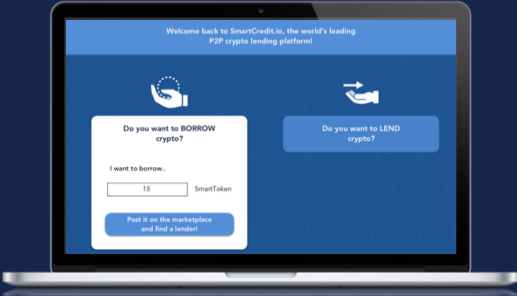 Welcome back to SmartCredit.io, the world's leading
P2P crypto lending platform!
Do you want to BORROW
crypto?
I want to borrow..
15 SmartToken
Post it on the marketplace
and find a lender!
Do you want to LEND
crypto?